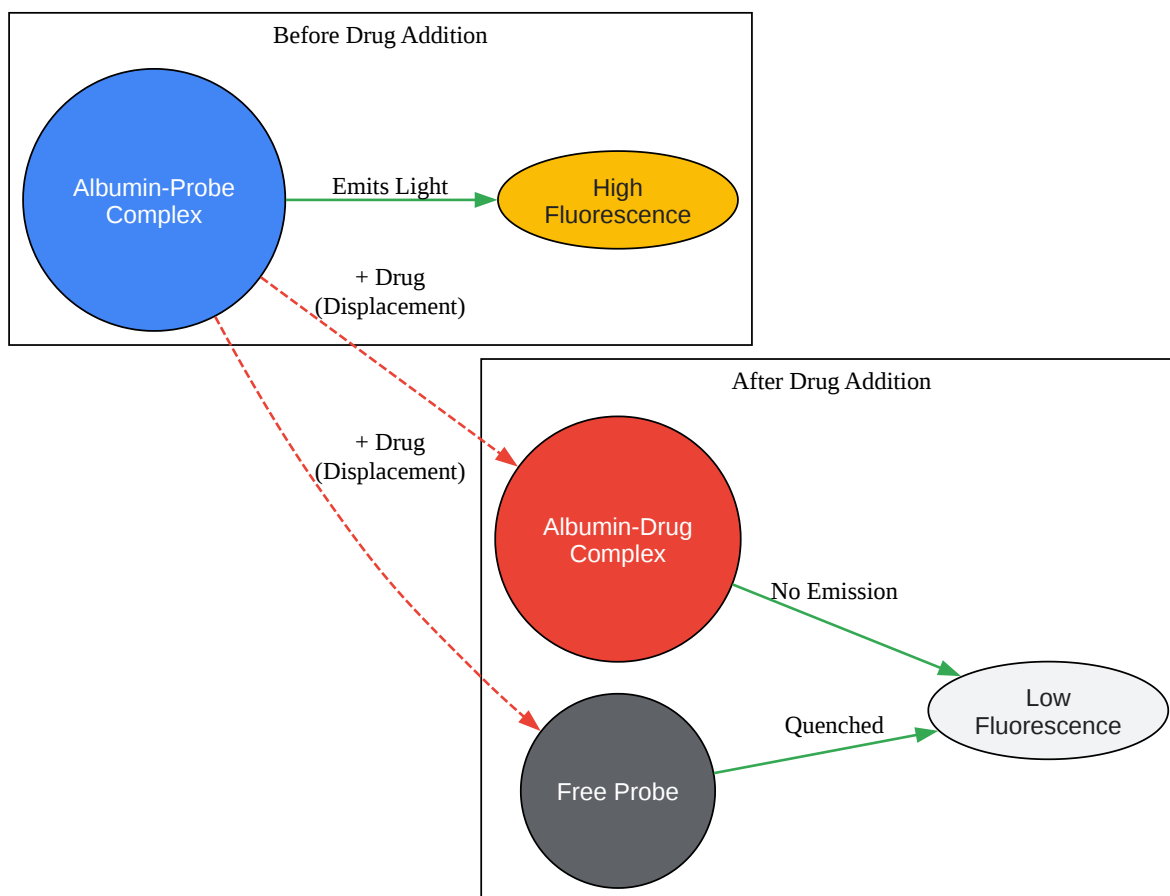 Before Drug Addition
Albumin-Probe
Complex
Emits Light
High
Fluorescence
+ Drug
(Displacement)
After Drug Addition
+ Drug
(Displacement)
Albumin-Drug
Complex
No Emission
Low
Fluorescence
Quenched
Free Probe